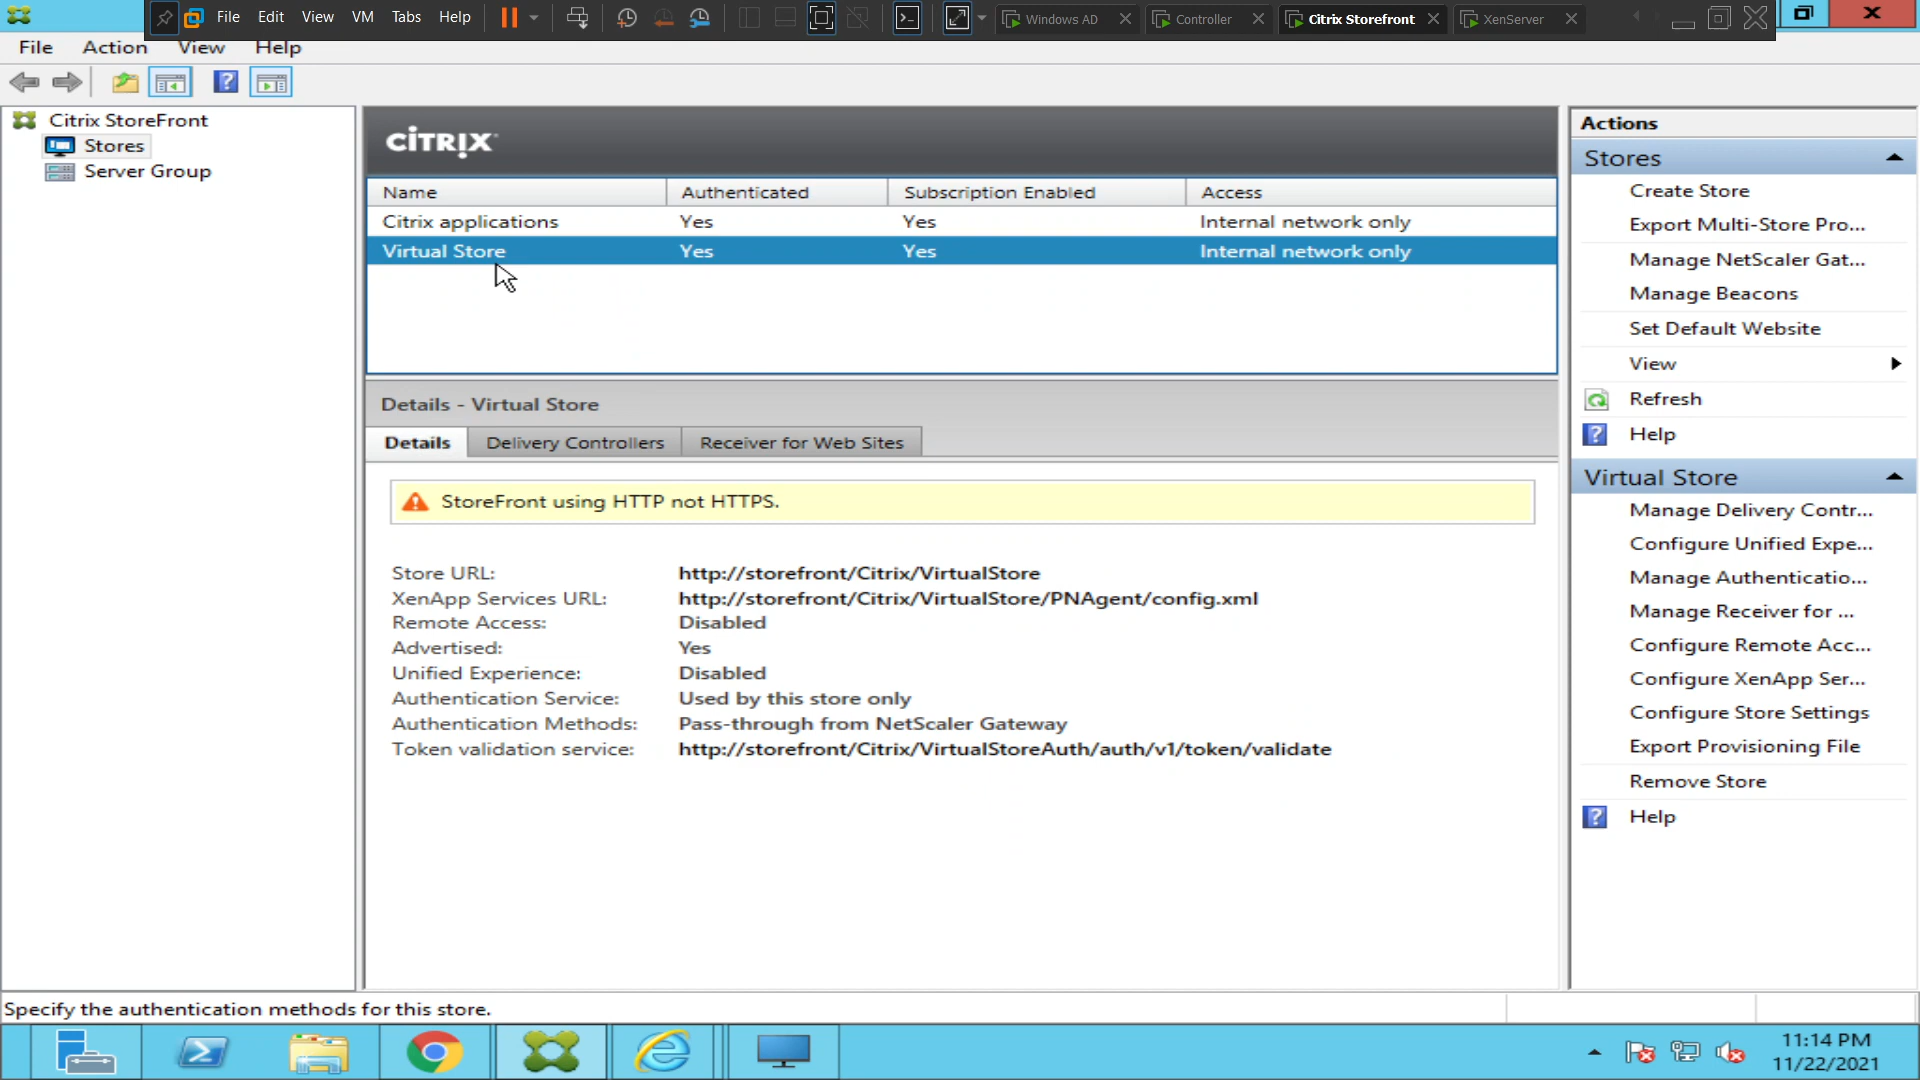 File Edit View VM Tabs Help
Windows AD
Controller
Citrix Storefront
XenServer
File Action View Help
Citrix StoreFront
Stores
Server Group
CİTRIX
Name Authenticated Subscription Enabled Access
Citrix applications Yes Yes Internal network only
Virtual Store Yes Yes Internal network only
Details - Virtual Store
Details Delivery Controllers Receiver for Web Sites
StoreFront using HTTP not HTTPS.
Store URL: http://storefront/Citrix/VirtualStore
XenApp Services URL: http://storefront/Citrix/VirtualStore/PNAgent/config.xml
Remote Access: Disabled
Advertised: Yes
Unified Experience: Disabled
Authentication Service: Used by this store only
Authentication Methods: Pass-through from NetScaler Gateway
Token validation service: http://storefront/Citrix/VirtualStoreAuth/auth/v1/token/validate
Actions
Stores
Create Store
Export Multi-Store Pro...
Manage NetScaler Gat...
Manage Beacons
Set Default Website
View
Refresh
Help
Virtual Store
Manage Delivery Contr...
Configure Unified Expe...
Manage Authenticatio...
Manage Receiver for ...
Configure Remote Acc...
Configure XenApp Ser...
Configure Store Settings
Export Provisioning File
Remove Store
Help
Specify the authentication methods for this store.
11:14 PM
11/22/2021